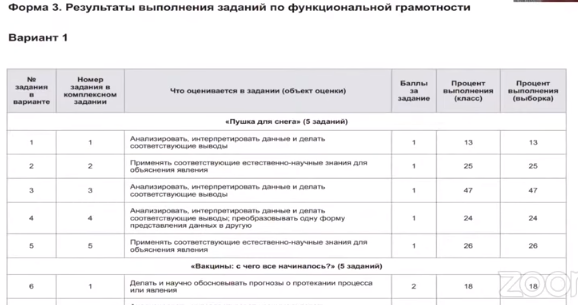 Форма 3. Результаты выполнения заданий по функциональной грамотности
Вариант 1
№ задания в варианте | Номер задания в комплексном задании | Что оценивается в задании (объект оценки) | Баллы за задание | Процент выполнения (класс) | Процент выполнения (выборка)
«Пушка для снега» (5 заданий)
1 | 1 | Анализировать, интерпретировать данные и делать соответствующие выводы | 1 | 13 | 13
2 | 2 | Применять соответствующие естественно-научные знания для объяснения явления | 1 | 25 | 25
3 | 3 | Анализировать, интерпретировать данные и делать соответствующие выводы | 1 | 47 | 47
4 | 4 | Анализировать, интерпретировать данные и делать соответствующие выводы; преобразовывать одну форму представления данных в другую | 1 | 24 | 24
5 | 5 | Применять соответствующие естественно-научные знания для объяснения явления | 1 | 26 | 26
«Вакцины: с чего все начиналось?» (5 заданий)
6 | 1 | Делать и научно обосновывать прогнозы о протекании процесса или явления | 2 | 18 | 18
zoom